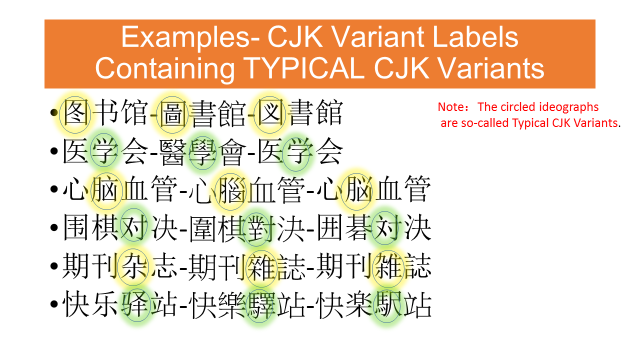 Examples- CJK Variant Labels
Containing TYPICAL CJK Variants
•图书馆-圖書館-図書館
Note：The circled ideographs
are so-called Typical CJK Variants.
•医学会-醫學會-医学会
•心脑血管-心腦血管-心脳血管
•围棋对决-圍棋對決-囲碁対決
•期刊杂志-期刊雜誌-期刊雑誌
•快乐驿站-快樂驛站-快楽駅站